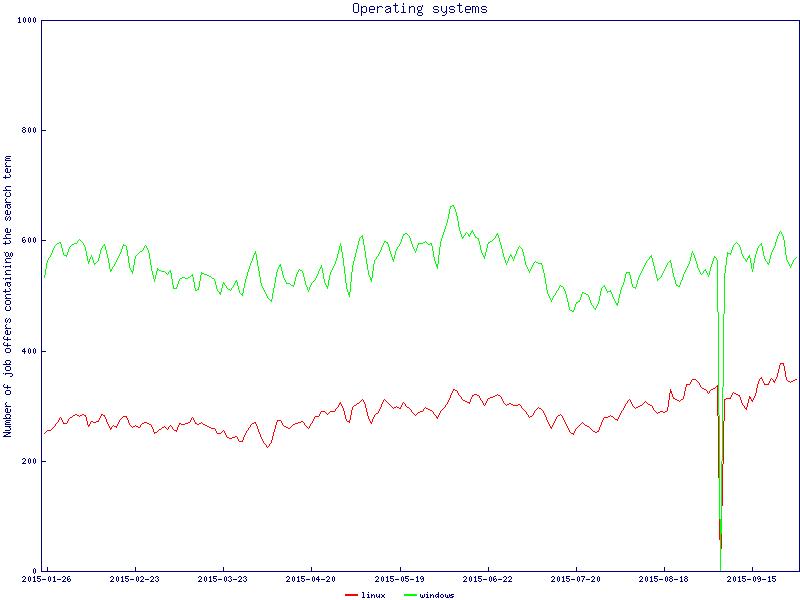 Operating systems
Number of job offers containing the search term
1000
800
600
400
200
0
2015-01-26 2015-02-23 2015-03-23 2015-04-20 2015-05-19 2015-06-22 2015-07-20 2015-08-18 2015-09-15
linux windows